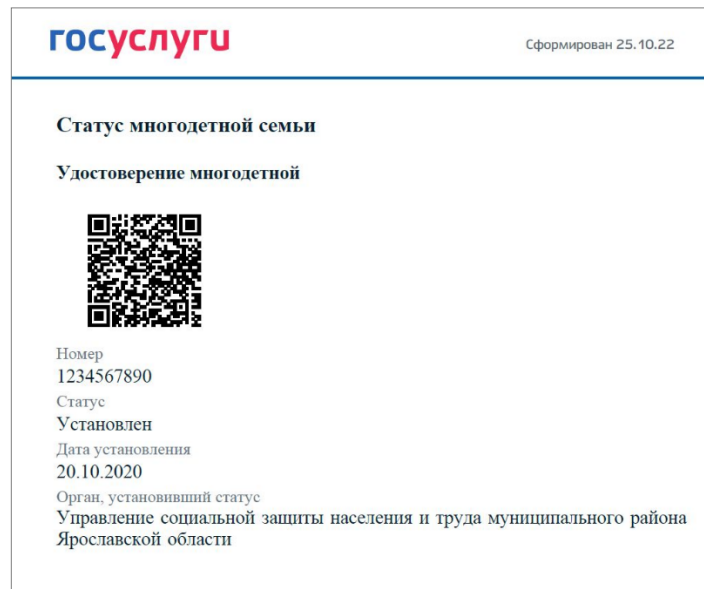 госуслуги
Сформирован 25.10.22
Статус многодетной семьи
Удостоверение многодетной
Номер
1234567890
Статус
Установлен
Дата установления
20.10.2020
Орган, установивший статус
Управление социальной защиты населения и труда муниципального района
Ярославской области